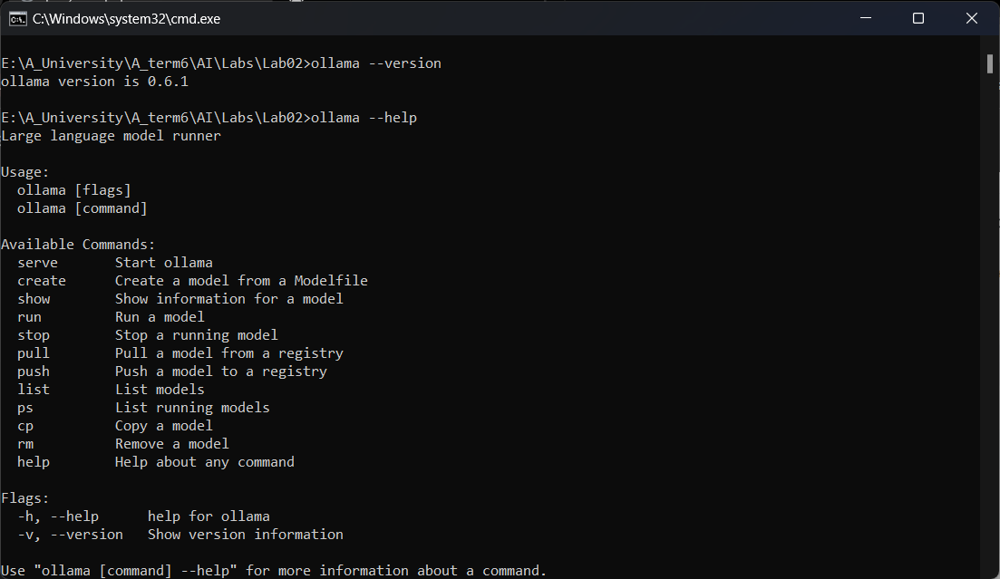 C:\Windows\system32\cmd.exe
E:\A_University\A_term6\AI\Labs\Lab02>ollama --version
ollama version is 0.6.1
E:\A_University\A_term6\AI\Labs\Lab02>ollama --help
Large language model runner
Usage:
  ollama [flags]
  ollama [command]
Available Commands:
  serve       Start ollama
  create      Create a model from a Modelfile
  show        Show information for a model
  run         Run a model
  stop        Stop a running model
  pull        Pull a model from a registry
  push        Push a model to a registry
  list        List models
  ps          List running models
  cp          Copy a model
  rm          Remove a model
  help        Help about any command
Flags:
  -h, --help      help for ollama
  -v, --version   Show version information
Use "ollama [command] --help" for more information about a command.